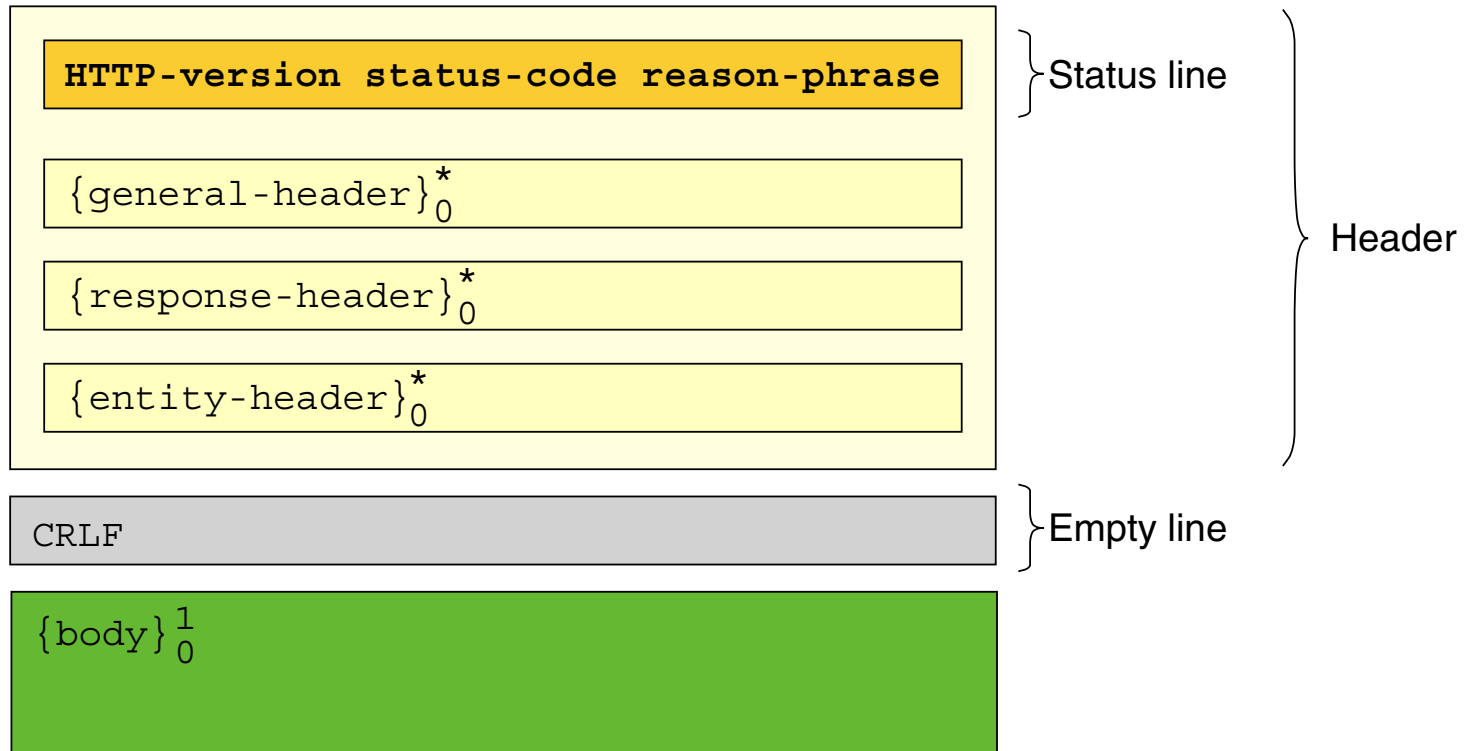 HTTP-version status-code reason-phrase
Status line
{general-header}*0
Header
{response-header}*0
{entity-header}*0
CRLF
Empty line
{body}10